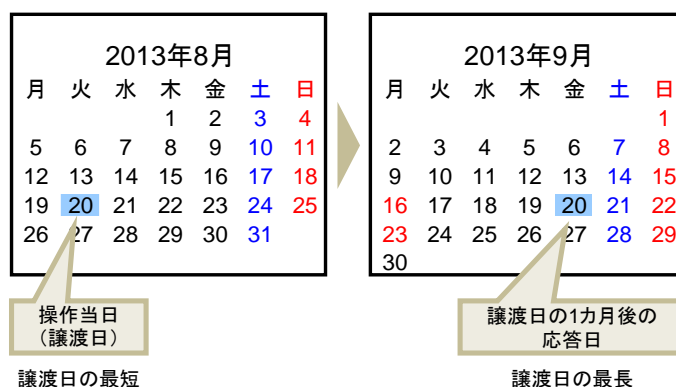 2013年8月
月 火 水 木 金 土 日
1 2 3 4
5 6 7 8 9 10 11
12 13 14 15 16 17 18
19 20 21 22 23 24 25
26 27 28 29 30 31
操作当日
(譲渡日)
譲渡日の最短
2013年9月
月 火 水 木 金 土 日
1
2 3 4 5 6 7 8
9 10 11 12 13 14 15
16 17 18 19 20 21 22
23 24 25 26 27 28 29
30
譲渡日の1カ月後の
応答日
譲渡日の最長